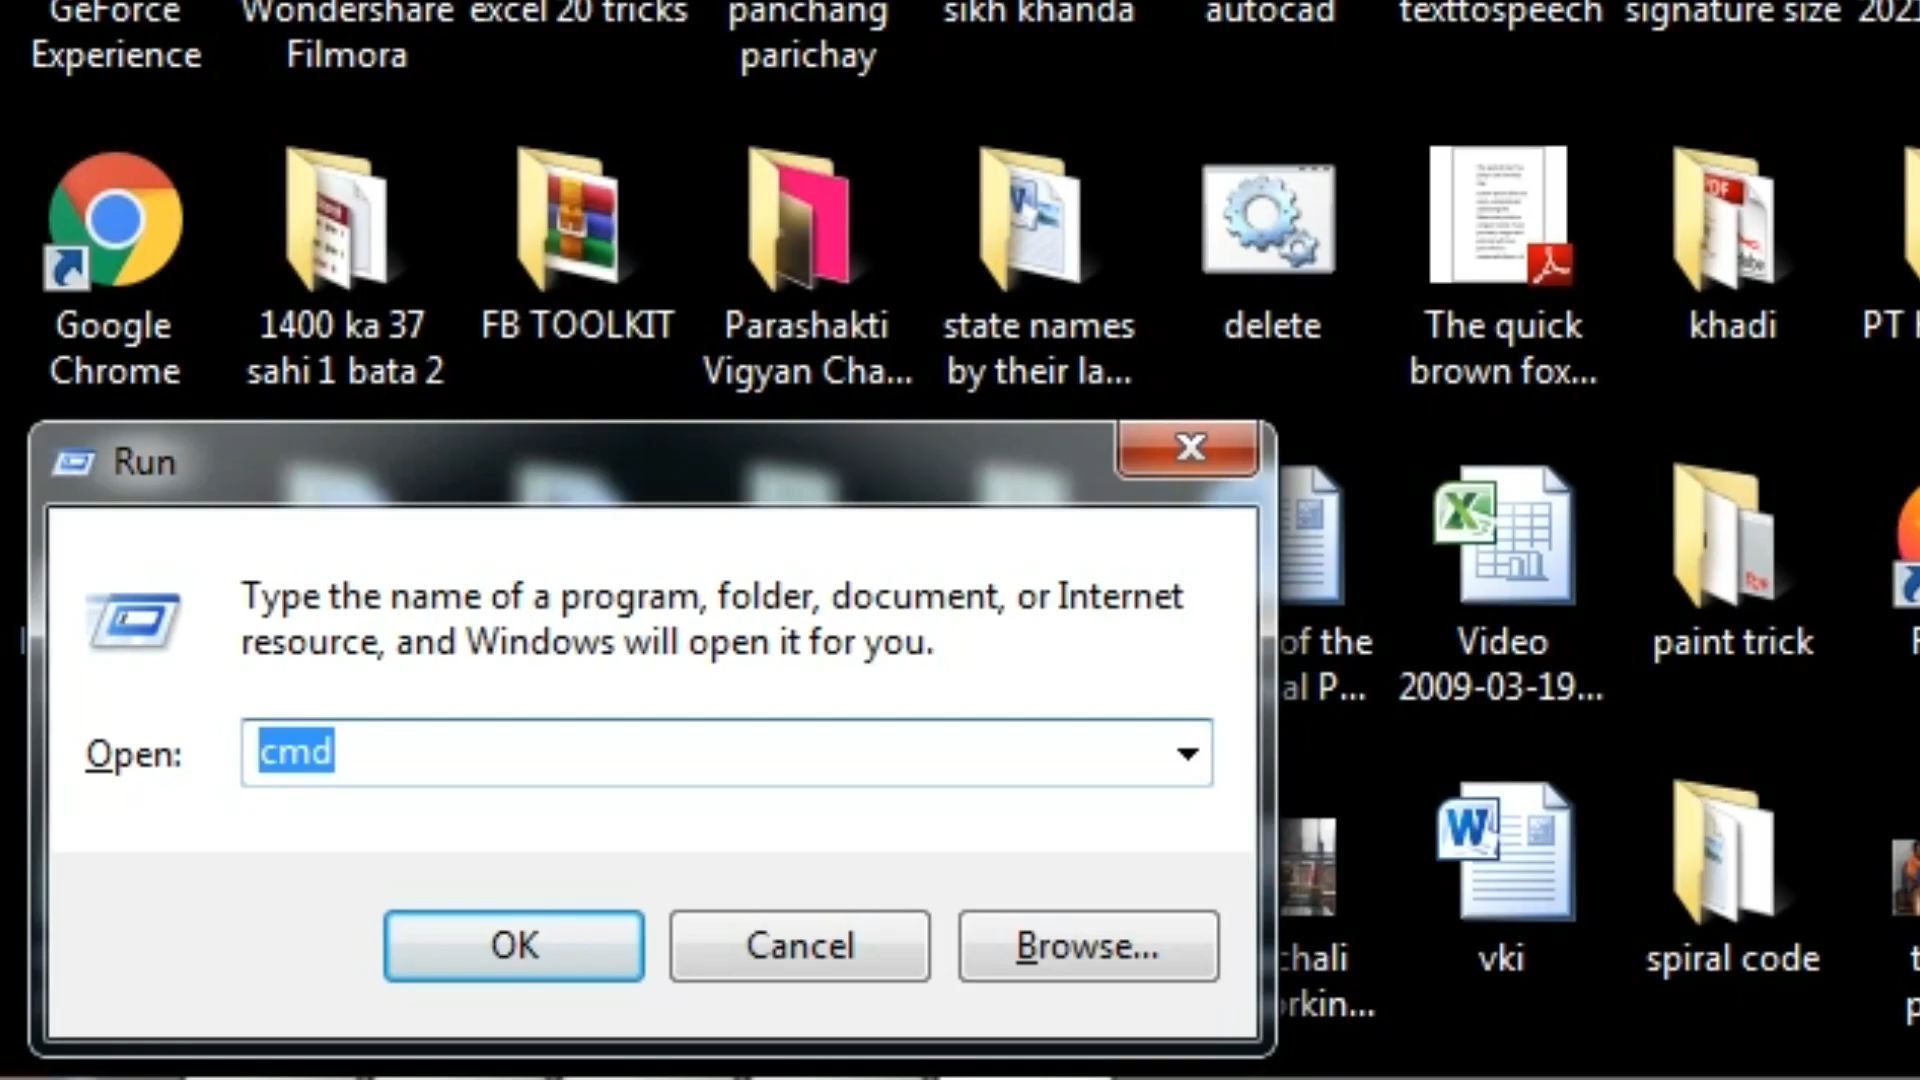 GeForce
Experience
Wondershare
Filmora
excel 20 tricks
panchang
parichay
sikh khanda
autocad
texttospeech
signature size
2021
Google
Chrome
1400 ka 37
sahi 1 bata 2
FB TOOLKIT
Parashakti
Vigyan Cha...
state names
by their la...
delete
The quick
brown fox...
khadi
PT
Run
X
Type the name of a program, folder, document, or Internet
resource, and Windows will open it for you.
Open: cmd
OK Cancel Browse...
of the
al P...
Video
2009-03-19...
paint trick
chali
rkin...
vki
spiral code